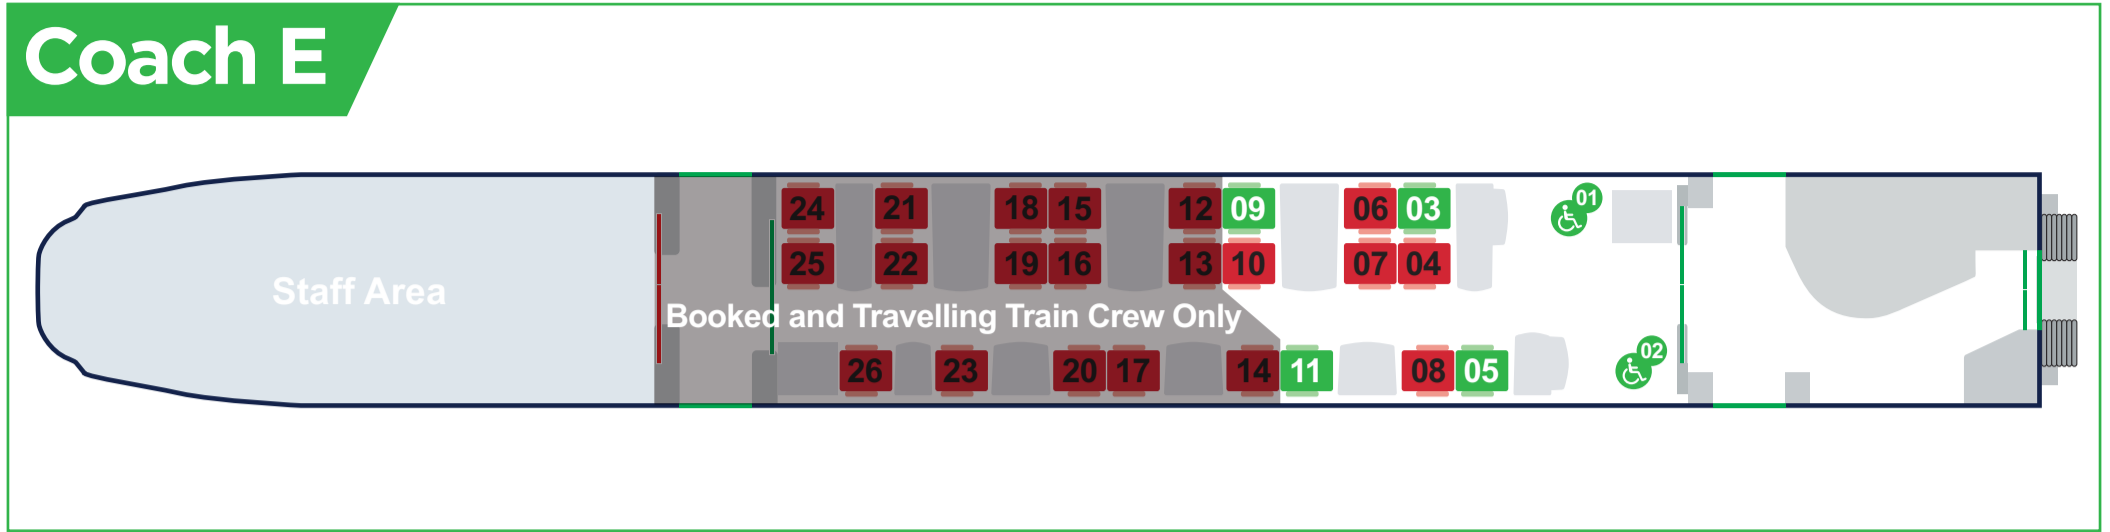 Coach E
24 21 18 15 12 09 06 03 01
25 22 19 16 13 10 07 04
Staff Area
Booked and Travelling Train Crew Only
26 23 20 17 14 11 08 05 02